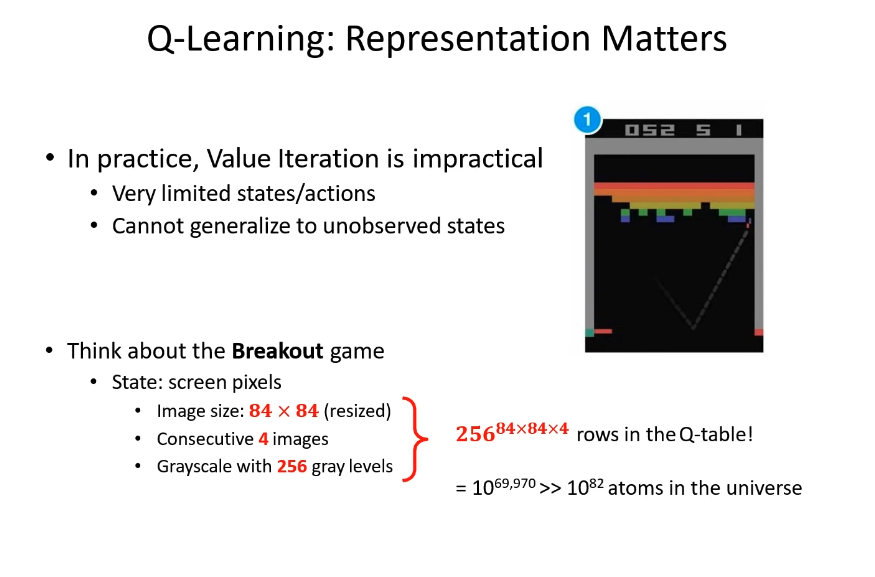 Q-Learning: Representation Matters
1
052 5 1
• In practice, Value Iteration is impractical
• Very limited states/actions
• Cannot generalize to unobserved states
• Think about the Breakout game
• State: screen pixels
• Image size: 84 × 84 (resized)
• Consecutive 4 images
• Grayscale with 256 gray levels
256^84×84×4 rows in the Q-table!
= 10^69,970 >> 10^82 atoms in the universe